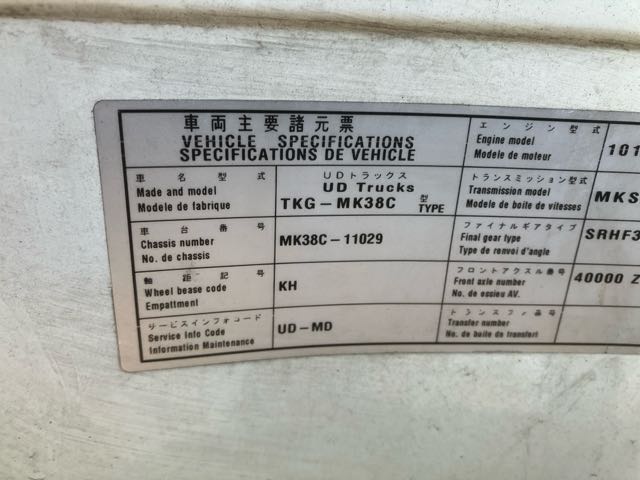 車両主要諸元票
VEHICLE SPECIFICATIONS
SPECIFICATIONS DE VEHICLE
車名型式
Made and model
Modele de fabrique
UDトラックス
UD Trucks
TKG-MK38C 型 TYPE
車台番号
Chassis number
No. de chassis
MK38C-11029
軸距記号
Wheel bease code
Empattment
KH
サービスインフォコード
Service Info Code
Information Maintenance
UD-MD
エンジン型式
Engine model
Modele de moteur
101
トランスミッション型式
Transmission model
Modele de boite de vitesses
MKS
ファイナルギアタイプ
Final gear type
Type de renvoi d'angle
SRHF3
フロントアクスル番号
Front axle number
No. de essieu AV.
40000 Z
トランスファ番号
Transfer number
No. de boite de transfert